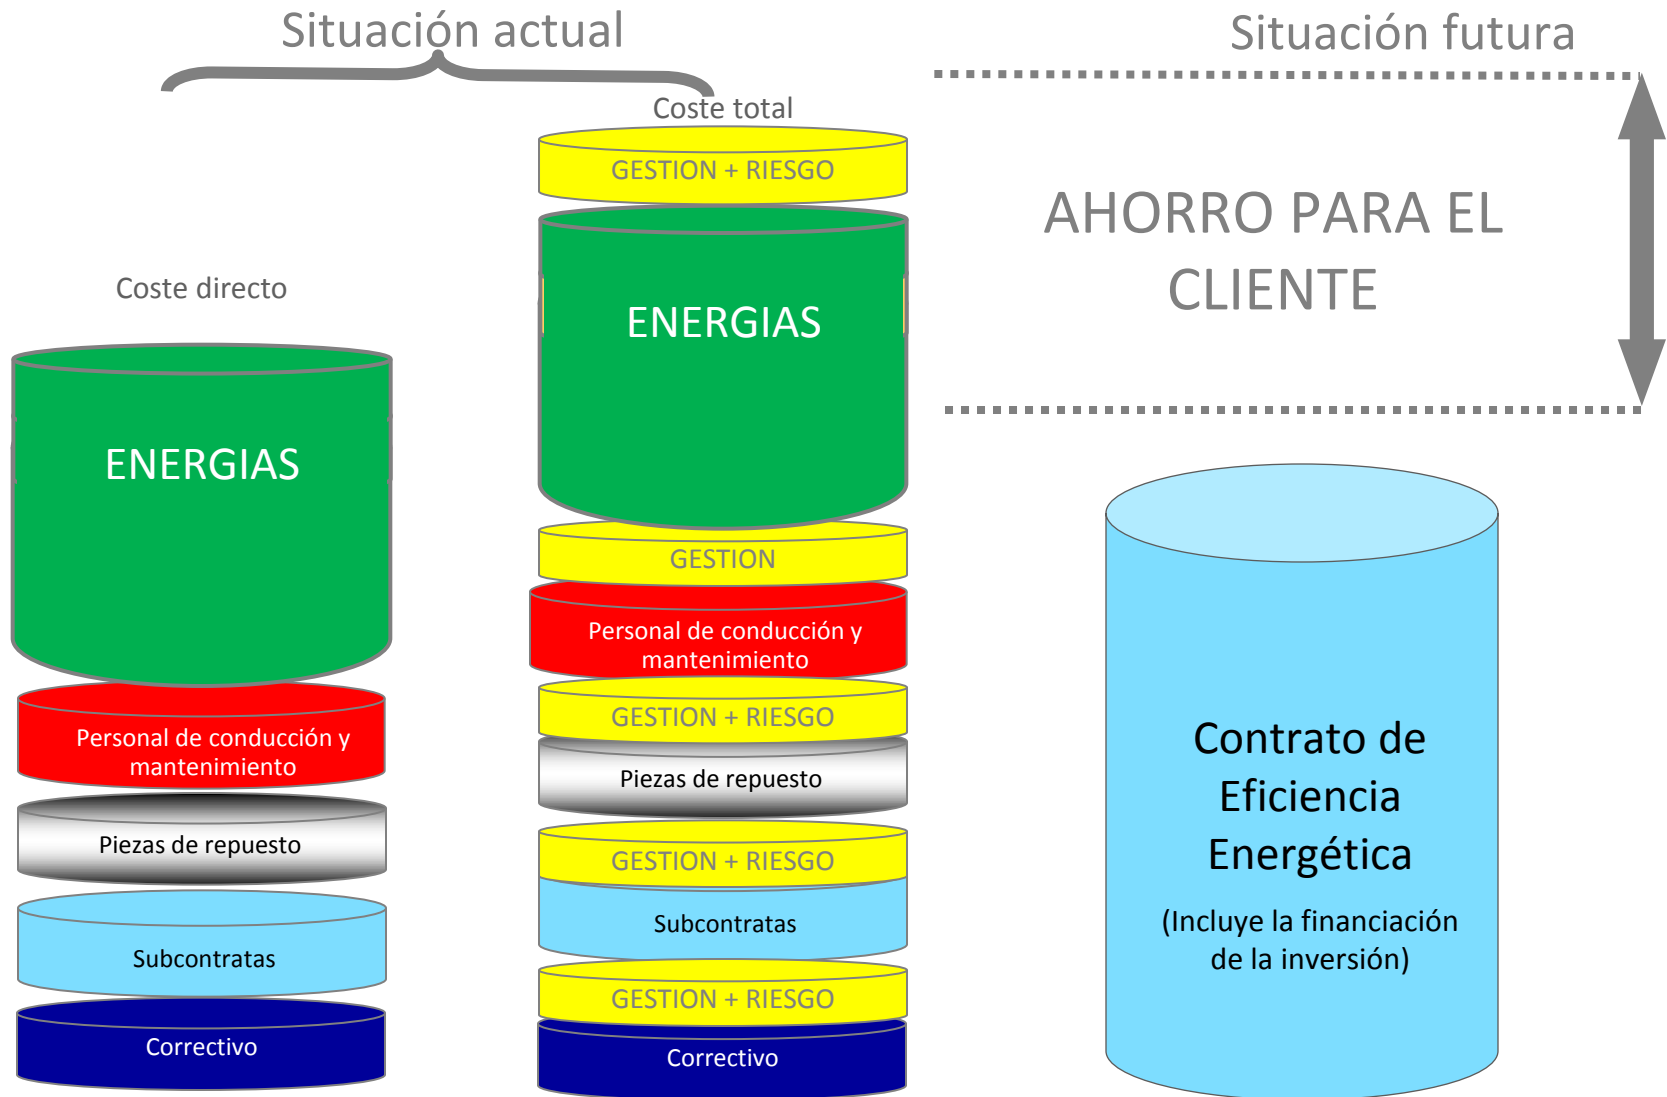 Situación actual
Situación futura
Coste total
GESTION + RIESGO
AHORRO PARA EL
CLIENTE
Coste directo
ENERGIAS
ENERGIAS
GESTION
Personal de conducción y
mantenimiento
GESTION + RIESGO
Personal de conducción y
mantenimiento
Piezas de repuesto
Piezas de repuesto
GESTION + RIESGO
Subcontratas
Subcontratas
GESTION + RIESGO
Correctivo
Correctivo
Contrato de
Eficiencia
Energética
(Incluye la financiación
de la inversión)